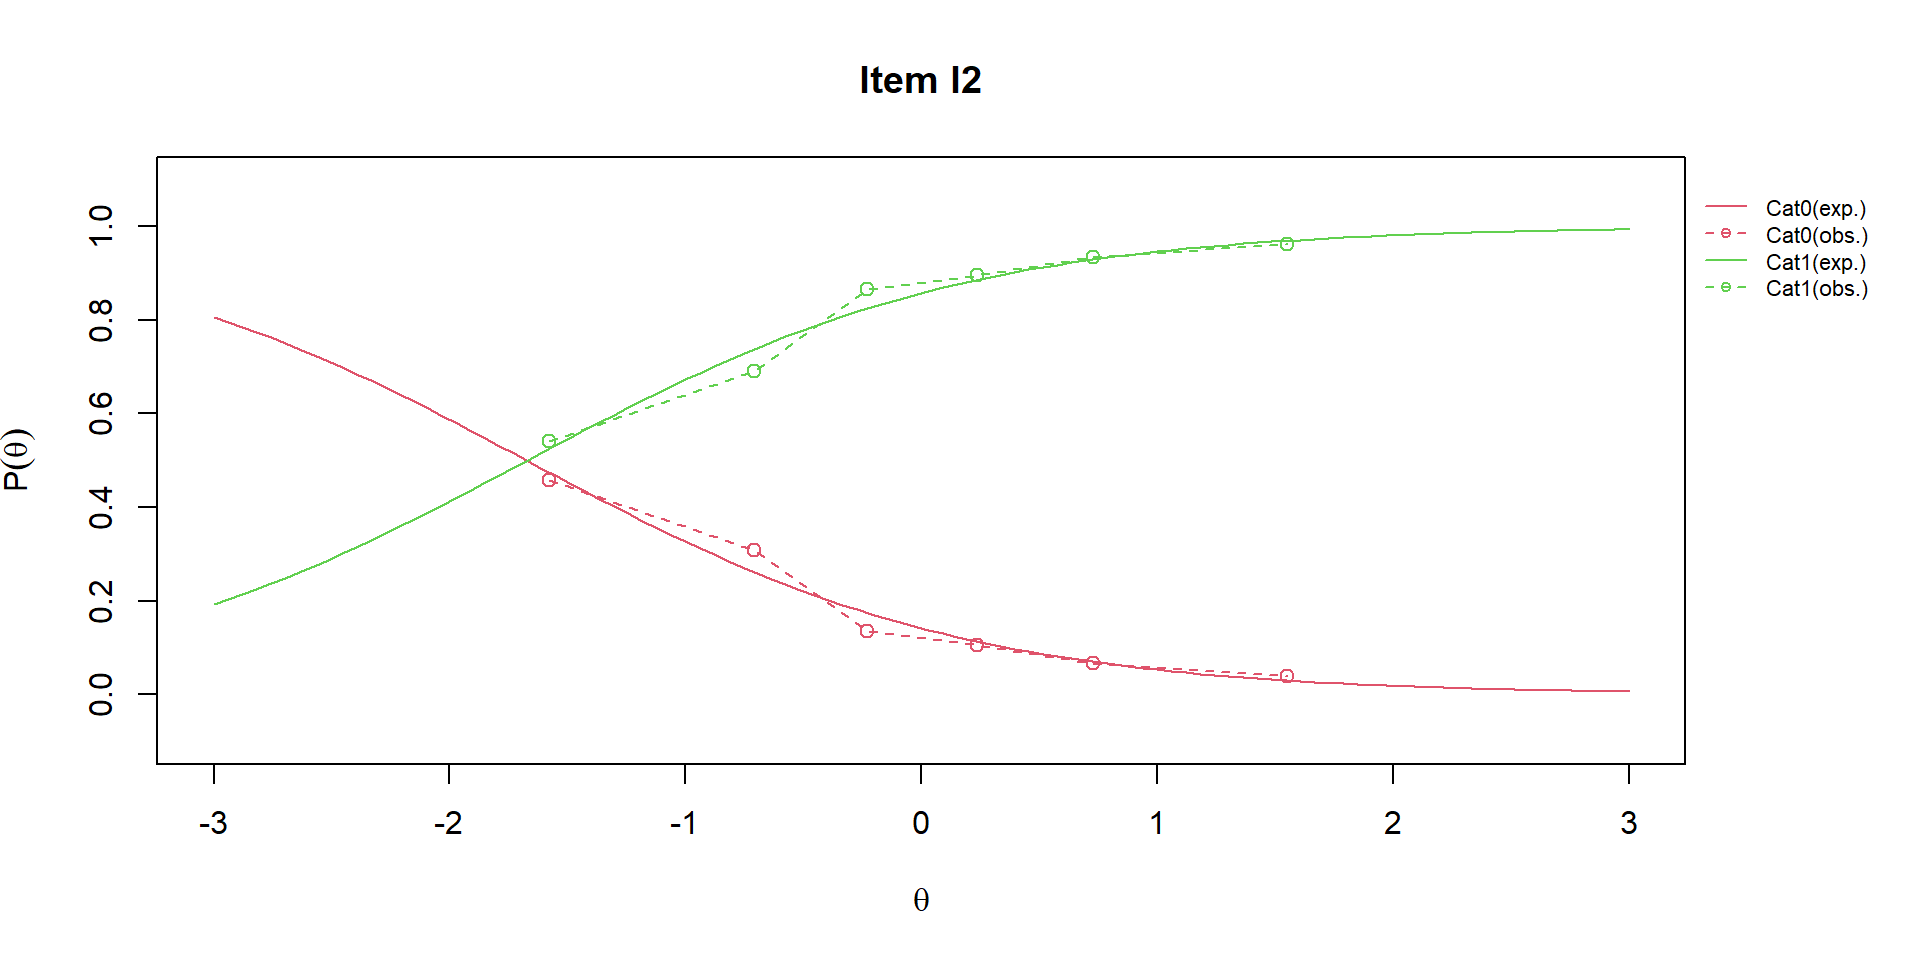 Item I2
P(θ)
1.0
0.8
0.6
0.4
0.2
0.0
-3 -2 -1 0 1 2 3
θ
Cat0(exp.)
Cat0(obs.)
Cat1(exp.)
Cat1(obs.)